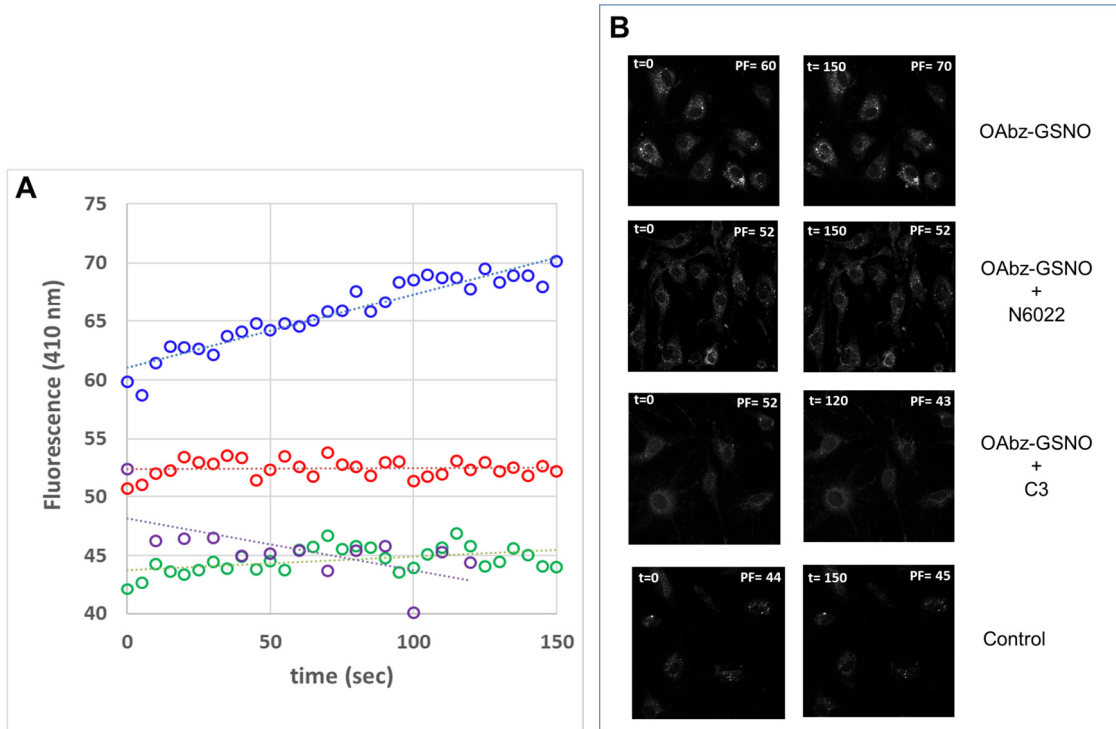 A
75
70
65
60
55
50
45
40
Fluorescence (410 nm)
0 50 100 150
time (sec)
B
t=0 PF= 60
t= 150 PF= 70
OAbz-GSNO
t=0 PF= 52
t=150 PF= 52
OAbz-GSNO
+
N6022
t=0 PF= 52
t= 120 PF= 43
OAbz-GSNO
+
C3
t=0 PF= 44
t= 150 PF= 45
Control